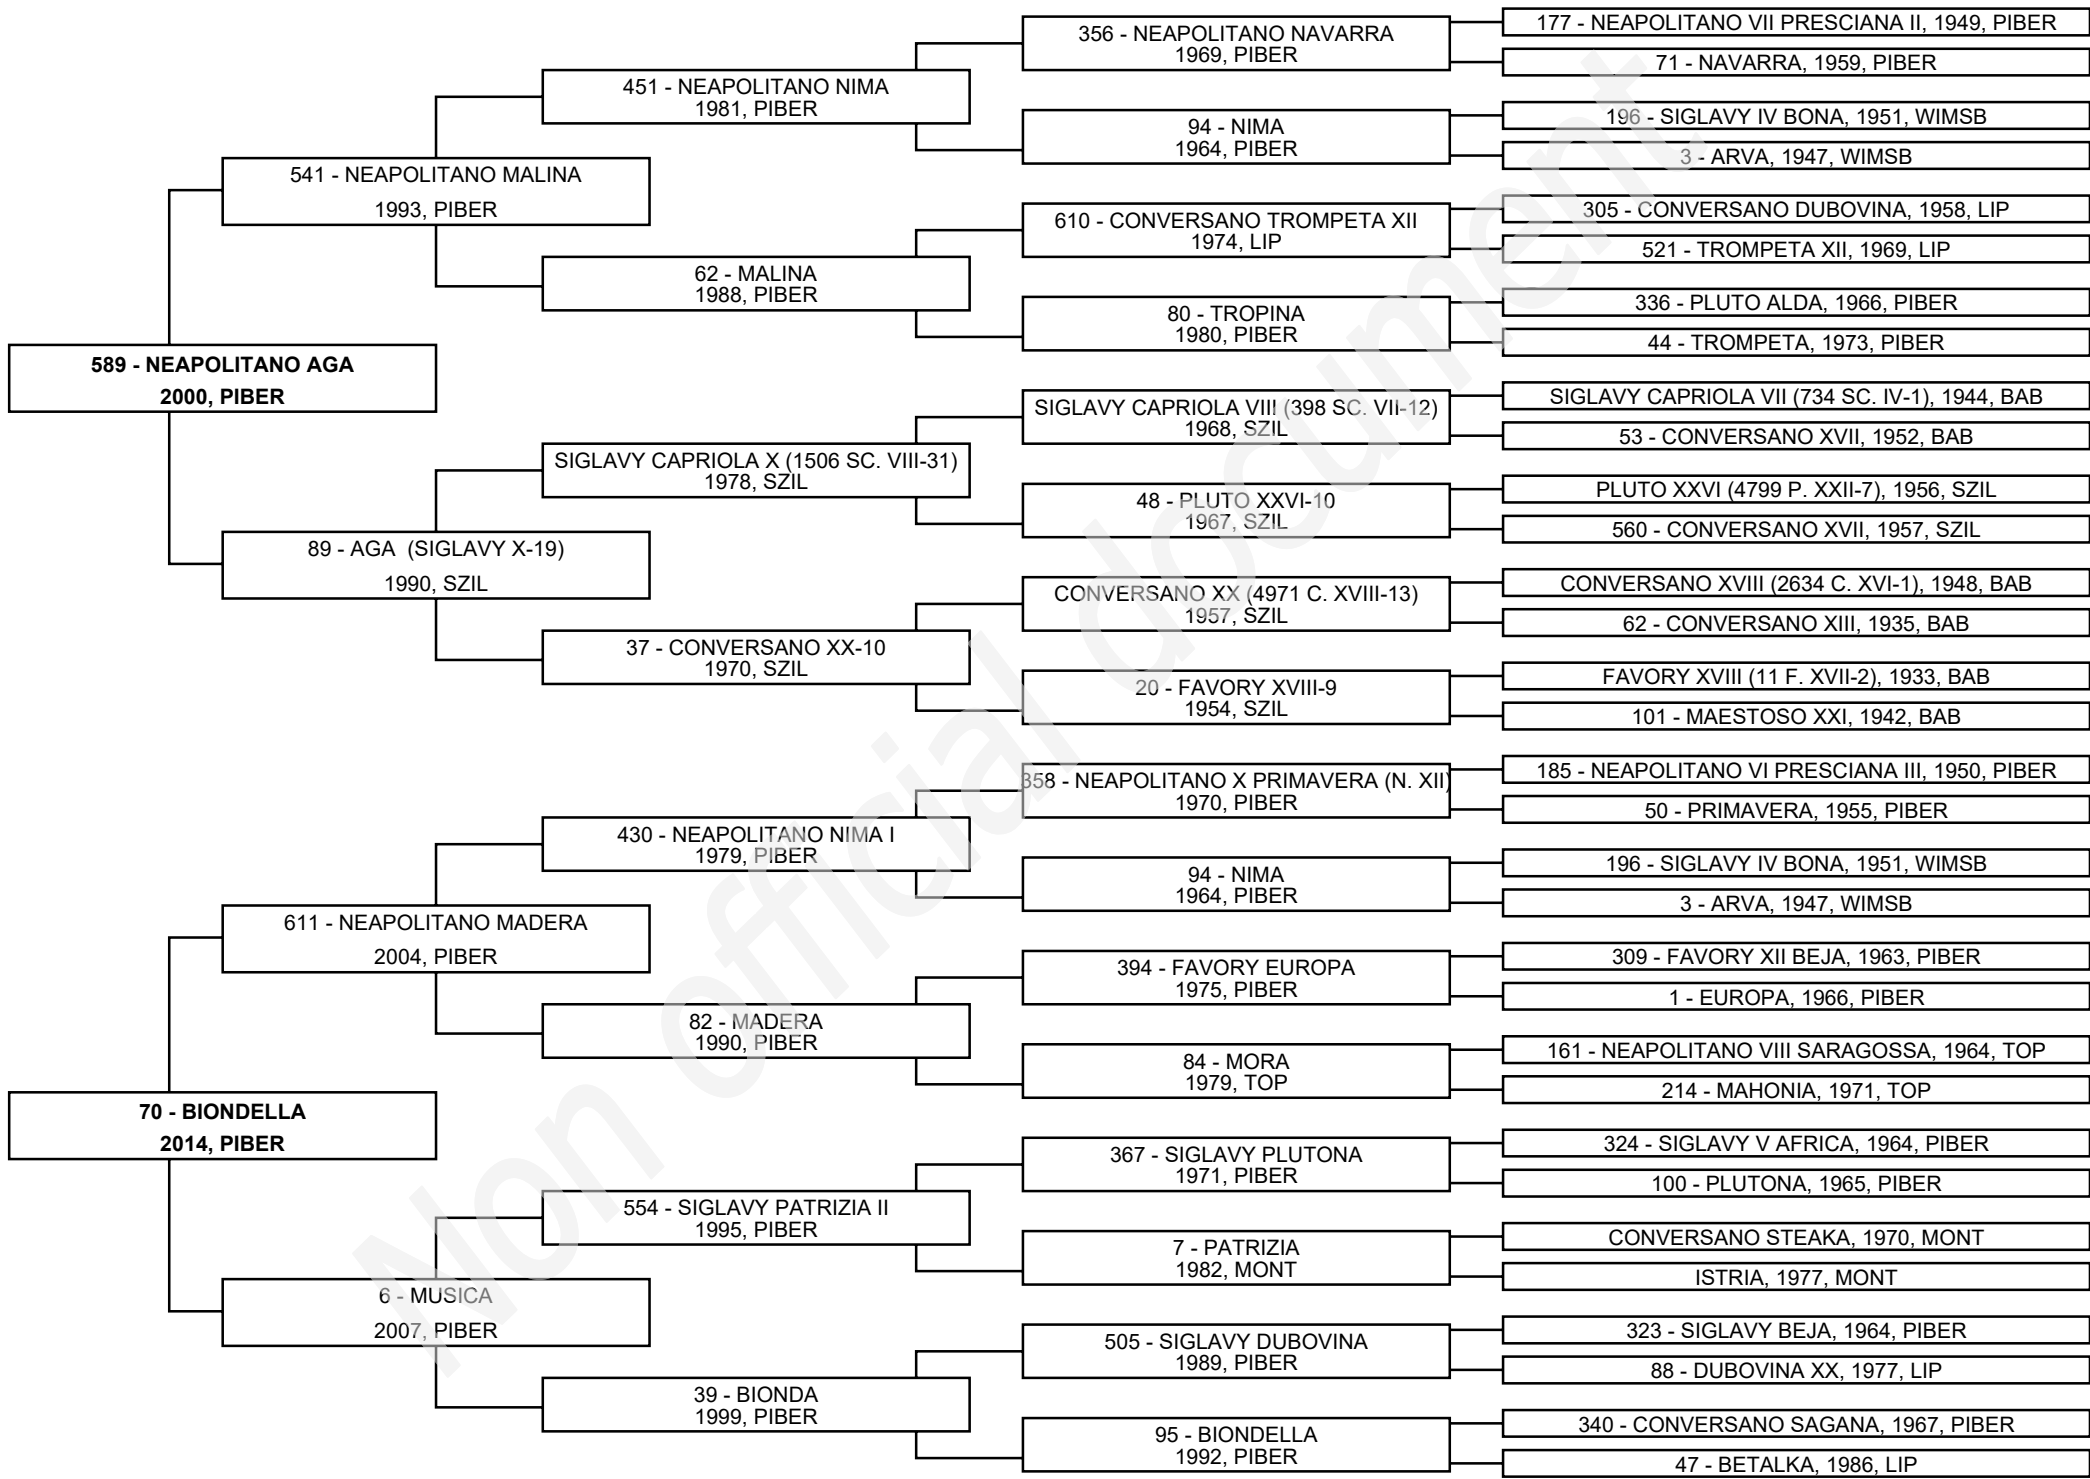 589 - NEAPOLITANO AGA
2000, PIBER
70 - BIONDELLA
2014, PIBER
541 - NEAPOLITANO MALINA
1993, PIBER
89 - AGA  (SIGLAVY X-19)
1990, SZIL
611 - NEAPOLITANO MADERA
2004, PIBER
6 - MUSICA
2007, PIBER
451 - NEAPOLITANO NIMA
1981, PIBER
62 - MALINA
1988, PIBER
SIGLAVY CAPRIOLA X (1506 SC. VIII-31)
1978, SZIL
37 - CONVERSANO XX-10
1970, SZIL
430 - NEAPOLITANO NIMA I
1979, PIBER
82 - MADERA
1990, PIBER
554 - SIGLAVY PATRIZIA II
1995, PIBER
39 - BIONDA
1999, PIBER
356 - NEAPOLITANO NAVARRA
1969, PIBER
94 - NIMA
1964, PIBER
610 - CONVERSANO TROMPETA XII
1974, LIP
80 - TROPINA
1980, PIBER
SIGLAVY CAPRIOLA VIII (398 SC. VII-12)
1968, SZIL
48 - PLUTO XXVI-10
1967, SZIL
CONVERSANO XX (4971 C. XVIII-13)
1957, SZIL
20 - FAVORY XVIII-9
1954, SZIL
358 - NEAPOLITANO X PRIMAVERA (N. XII)
1970, PIBER
94 - NIMA
1964, PIBER
394 - FAVORY EUROPA
1975, PIBER
84 - MORA
1979, TOP
367 - SIGLAVY PLUTONA
1971, PIBER
7 - PATRIZIA
1982, MONT
505 - SIGLAVY DUBOVINA
1989, PIBER
95 - BIONDELLA
1992, PIBER
177 - NEAPOLITANO VII PRESCIANA II, 1949, PIBER
71 - NAVARRA, 1959, PIBER
196 - SIGLAVY IV BONA, 1951, WIMSB
3 - ARVA, 1947, WIMSB
305 - CONVERSANO DUBOVINA, 1958, LIP
521 - TROMPETA XII, 1969, LIP
336 - PLUTO ALDA, 1966, PIBER
44 - TROMPETA, 1973, PIBER
SIGLAVY CAPRIOLA VII (734 SC. IV-1), 1944, BAB
53 - CONVERSANO XVII, 1952, BAB
PLUTO XXVI (4799 P. XXII-7), 1956, SZIL
560 - CONVERSANO XVII, 1957, SZIL
CONVERSANO XVIII (2634 C. XVI-1), 1948, BAB
62 - CONVERSANO XIII, 1935, BAB
FAVORY XVIII (11 F. XVII-2), 1933, BAB
101 - MAESTOSO XXI, 1942, BAB
185 - NEAPOLITANO VI PRESCIANA III, 1950, PIBER
50 - PRIMAVERA, 1955, PIBER
196 - SIGLAVY IV BONA, 1951, WIMSB
3 - ARVA, 1947, WIMSB
309 - FAVORY XII BEJA, 1963, PIBER
1 - EUROPA, 1966, PIBER
161 - NEAPOLITANO VIII SARAGOSSA, 1964, TOP
214 - MAHONIA, 1971, TOP
324 - SIGLAVY V AFRICA, 1964, PIBER
100 - PLUTONA, 1965, PIBER
CONVERSANO STEAKA, 1970, MONT
ISTRIA, 1977, MONT
323 - SIGLAVY BEJA, 1964, PIBER
88 - DUBOVINA XX, 1977, LIP
340 - CONVERSANO SAGANA, 1967, PIBER
47 - BETALKA, 1986, LIP
Non official document